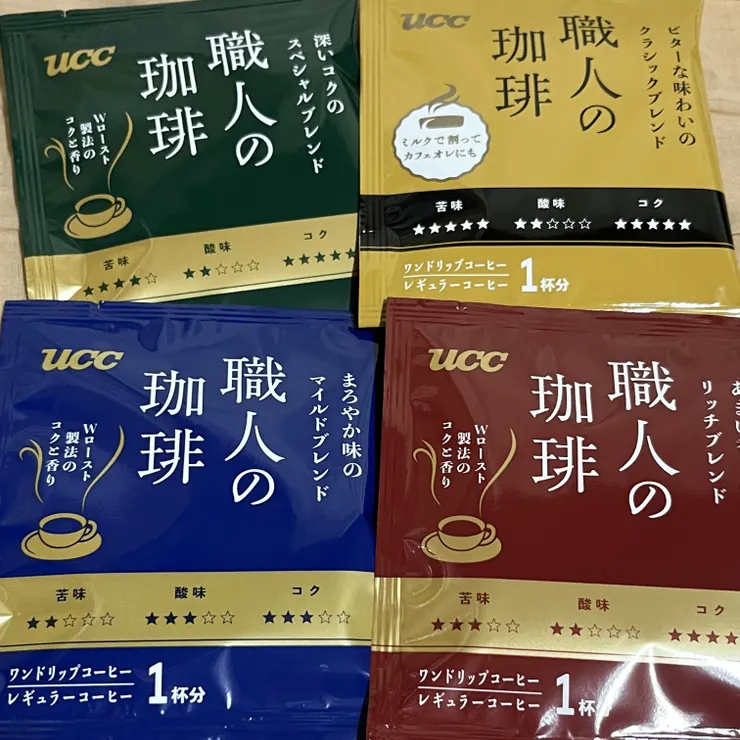 ucc
深いコクの
スペシャルブレンド
職人の
珈琲
Wロースト
製法の
コクと香り
苦味 酸味 コク
★★★★☆ ★★☆☆☆ ★★★★★
ucc
ビターな味わいの
クラシックブレンド
職人の
珈琲
ミルクで割って
カフェオレにも
苦味 酸味 コク
★★★★★ ★★☆☆☆ ★★★★★
ワンドリップコーヒー
レギュラーコーヒー
1杯分
ucc
まろやか味の
マイルドブレンド
職人の
珈琲
Wロースト
製法の
コクと香り
苦味 酸味 コク
★★☆☆☆ ★★★☆☆ ★★★☆☆
ワンドリップコーヒー
レギュラーコーヒー
1杯分
ucc
リッチブレンド
職人の
珈琲
Wロースト
製法の
コクと香り
苦味 酸味 コク
★★★☆☆ ★★☆☆☆ ★★★★
ワンドリップコーヒー
レギュラーコーヒー
1杯